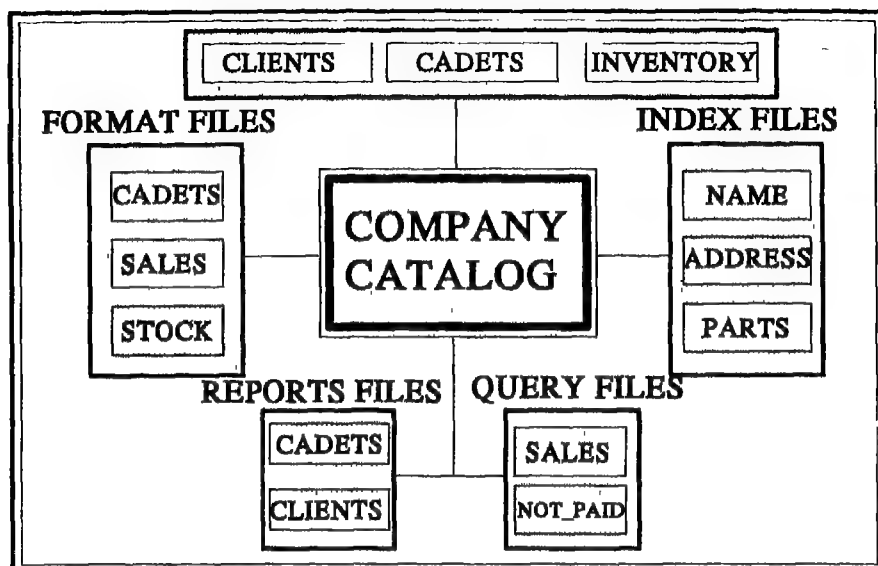 CLIENTS CADETS INVENTORY
FORMAT FILES INDEX FILES
CADETS
SALES
STOCK
COMPANY
CATALOG
NAME
ADDRESS
PARTS
REPORTS FILES QUERY FILES
CADETS
CLIENTS
SALES
NOT_PAID